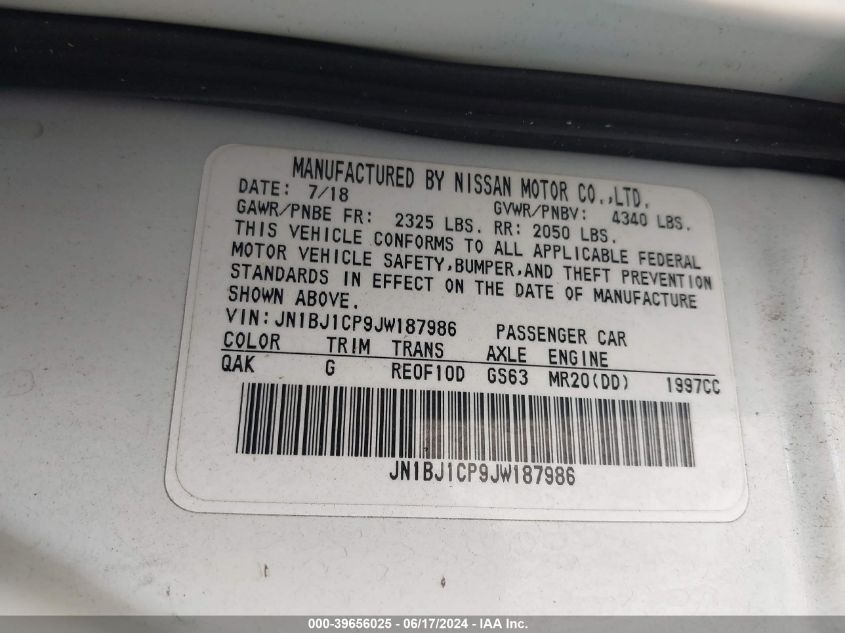 MANUFACTURED BY NISSAN MOTOR CO.,LTD.
DATE: 7/18 GVWR/PNBV: 4340 LBS.
GAWR/PNBE FR: 2325 LBS. RR: 2050 LBS.
THIS VEHICLE CONFORMS TO ALL APPLICABLE FEDERAL
MOTOR VEHICLE SAFETY,BUMPER,AND THEFT PREVENTION
STANDARDS IN EFFECT ON THE DATE OF MANUFACTURE
SHOWN ABOVE.
VIN:JN1BJ1CP9JW187986 PASSENGER CAR
COLOR TRIM TRANS AXLE ENGINE
QAK G RE0F10D GS63 MR20(DD) 1997CC
JN1BJ1CP9JW187986
000-39656025 - 06/17/2024 - IAA Inc.